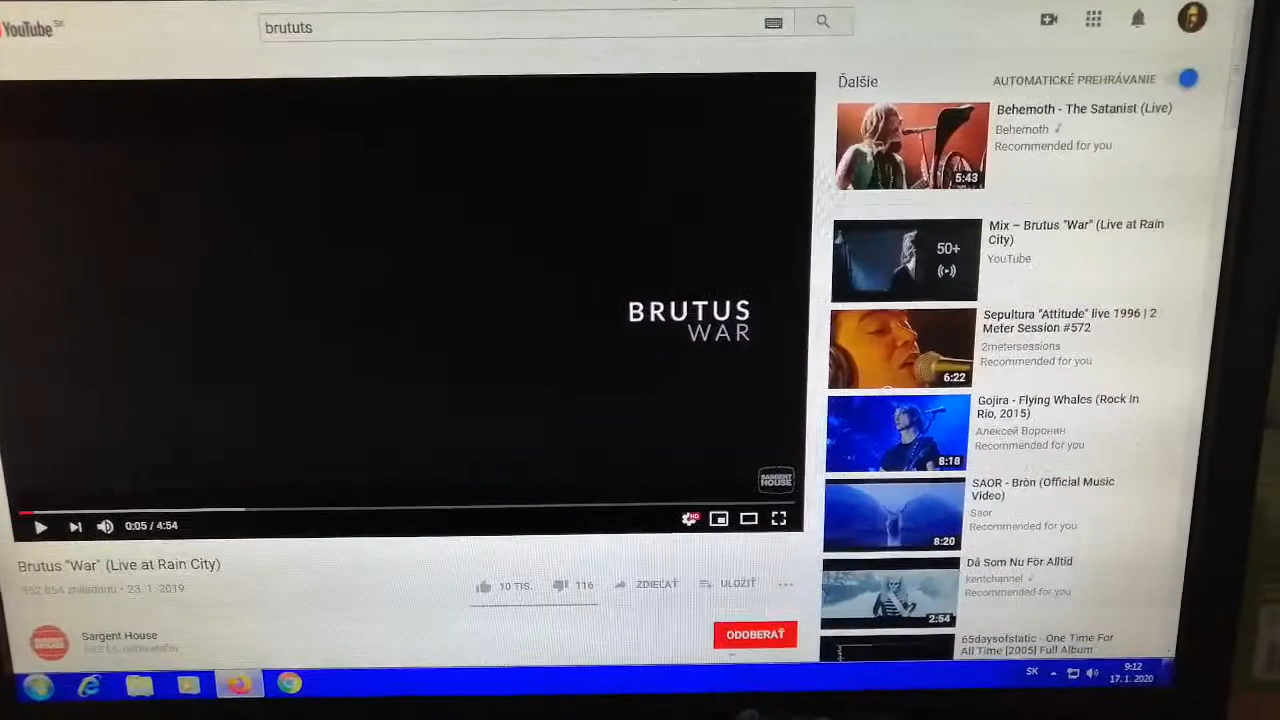 YouTube SK
brututs
BRUTUS
WAR
SARGENT
HOUSE
0:05 / 4:54
HD
Brutus "War" (Live at Rain City)
23. 1. 2019
10 TIS.
116
ZDIEĽAŤ
ULOŽIŤ
Sargent House
ODOBERAŤ
Ďalšie
AUTOMATICKÉ PREHRÁVANIE
Behemoth - The Satanist (Live)
Behemoth
Recommended for you
5:43
Mix – Brutus "War" (Live at Rain
City)
YouTube
50+
Sepultura "Attitude" live 1996 | 2
Meter Session #572
2metersessions
Recommended for you
6:22
Gojira - Flying Whales (Rock In
Rio, 2015)
Алексей Воронин
Recommended for you
8:18
SAOR - Bròn (Official Music
Video)
Saor
Recommended for you
8:20
Då Som Nu För Alltid
kentchannel
Recommended for you
2:54
65daysofstatic - One Time For
All Time [2005] Full Album
SK
9:12
17. 1. 2020